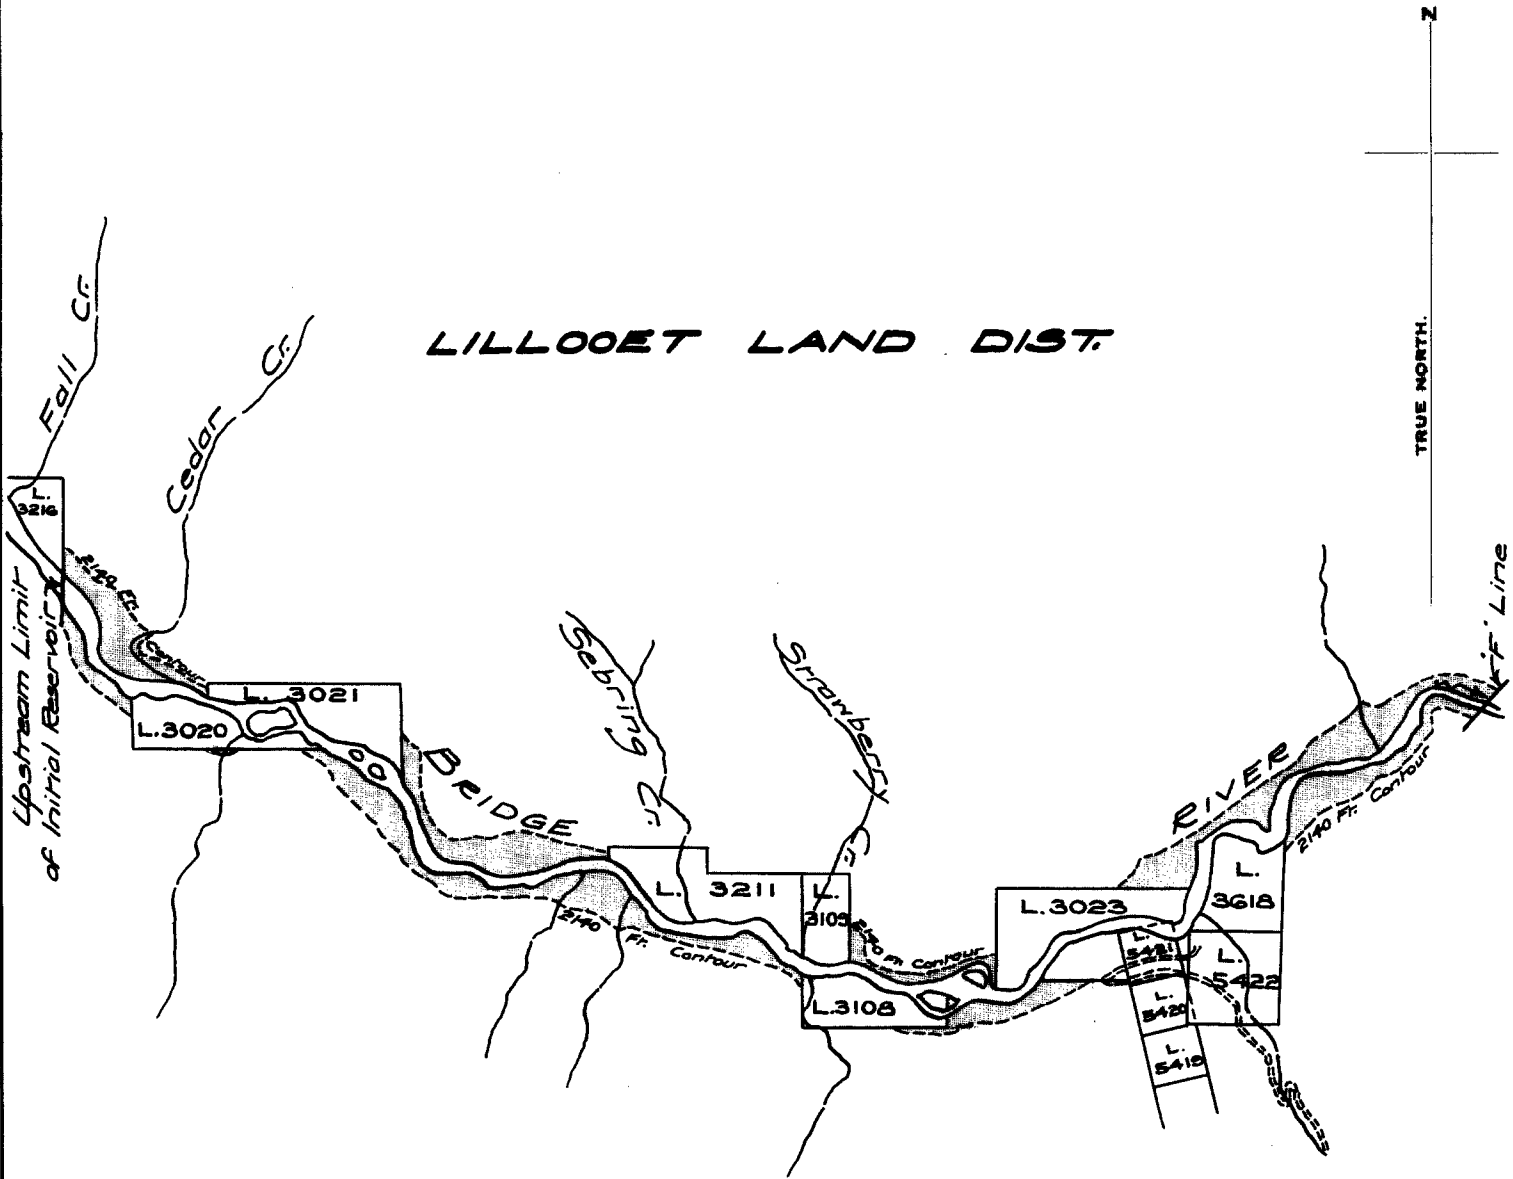 N
TRUE NORTH.
LILLOOET LAND DIST.
Fall Cr.
Cedar Cr.
L.
3216
2140 Ft.
Contour
Upstream Limit
of Initial Reservoir
L. 3021
L.3020
BRIDGE
Sebring Cr.
Strawberry Cr.
RIVER
'F' Line
2140 Ft. Contour
L. 3211
L.
3109
2140 Ft. Contour
2140 Ft. Contour
L.3108
L.3023
L.
3618
L.
5421
L.
5422
L.
5420
L.
5419